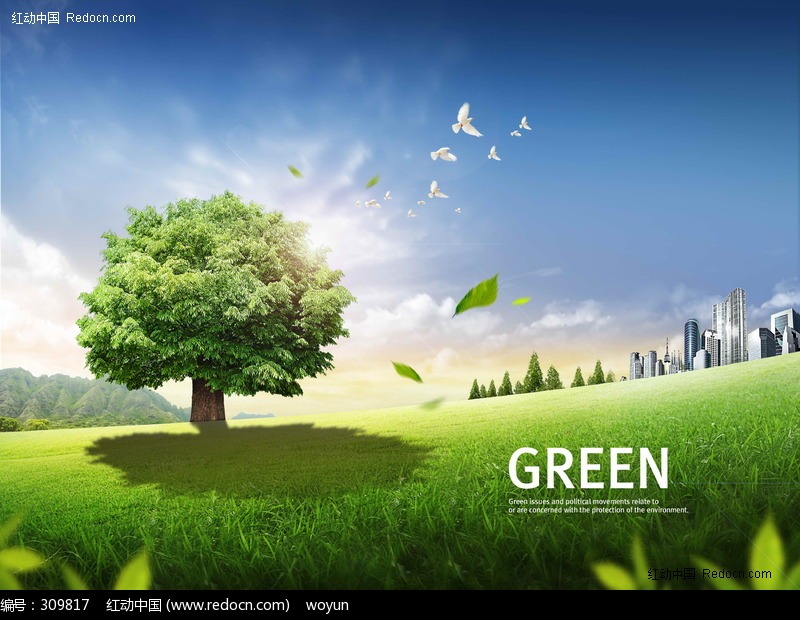 红动中国 Redocn.com
GREEN
Green issues and political movements relate to
or are concerned with the protection of the environment.
红动中国 Redocn.com
编号: 309817 红动中国 (www.redocn.com) woyun